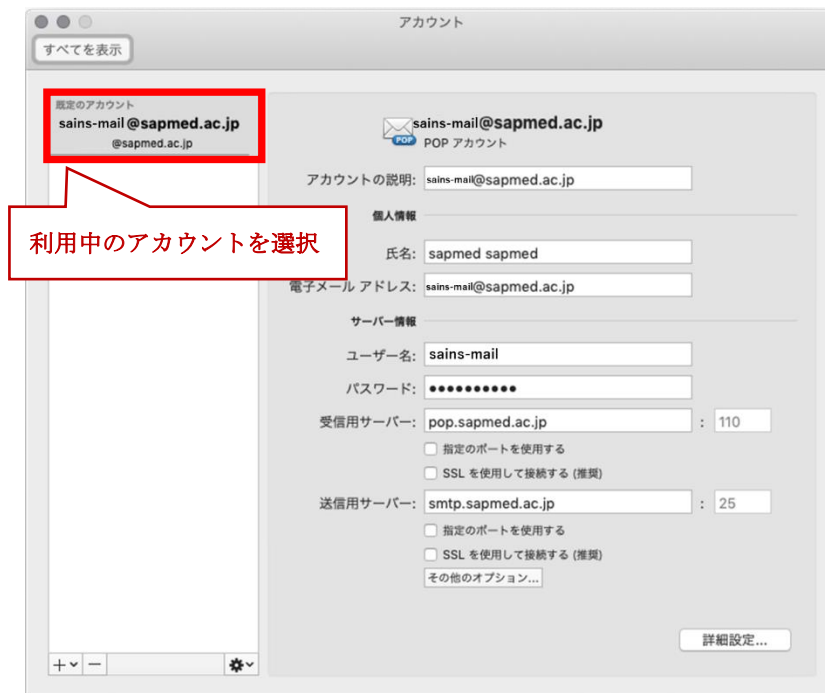 アカウント
すべてを表示
既定のアカウント
sains-mail@sapmed.ac.jp
@sapmed.ac.jp
利用中のアカウントを選択
sains-mail@sapmed.ac.jp
POP
POP アカウント
アカウントの説明: sains-mail@sapmed.ac.jp
個人情報
氏名: sapmed sapmed
電子メール アドレス: sains-mail@sapmed.ac.jp
サーバー情報
ユーザー名: sains-mail
パスワード: ●●●●●●●●●●
受信用サーバー: pop.sapmed.ac.jp : 110
指定のポートを使用する
SSL を使用して接続する (推奨)
送信用サーバー: smtp.sapmed.ac.jp : 25
指定のポートを使用する
SSL を使用して接続する (推奨)
その他のオプション...
詳細設定...